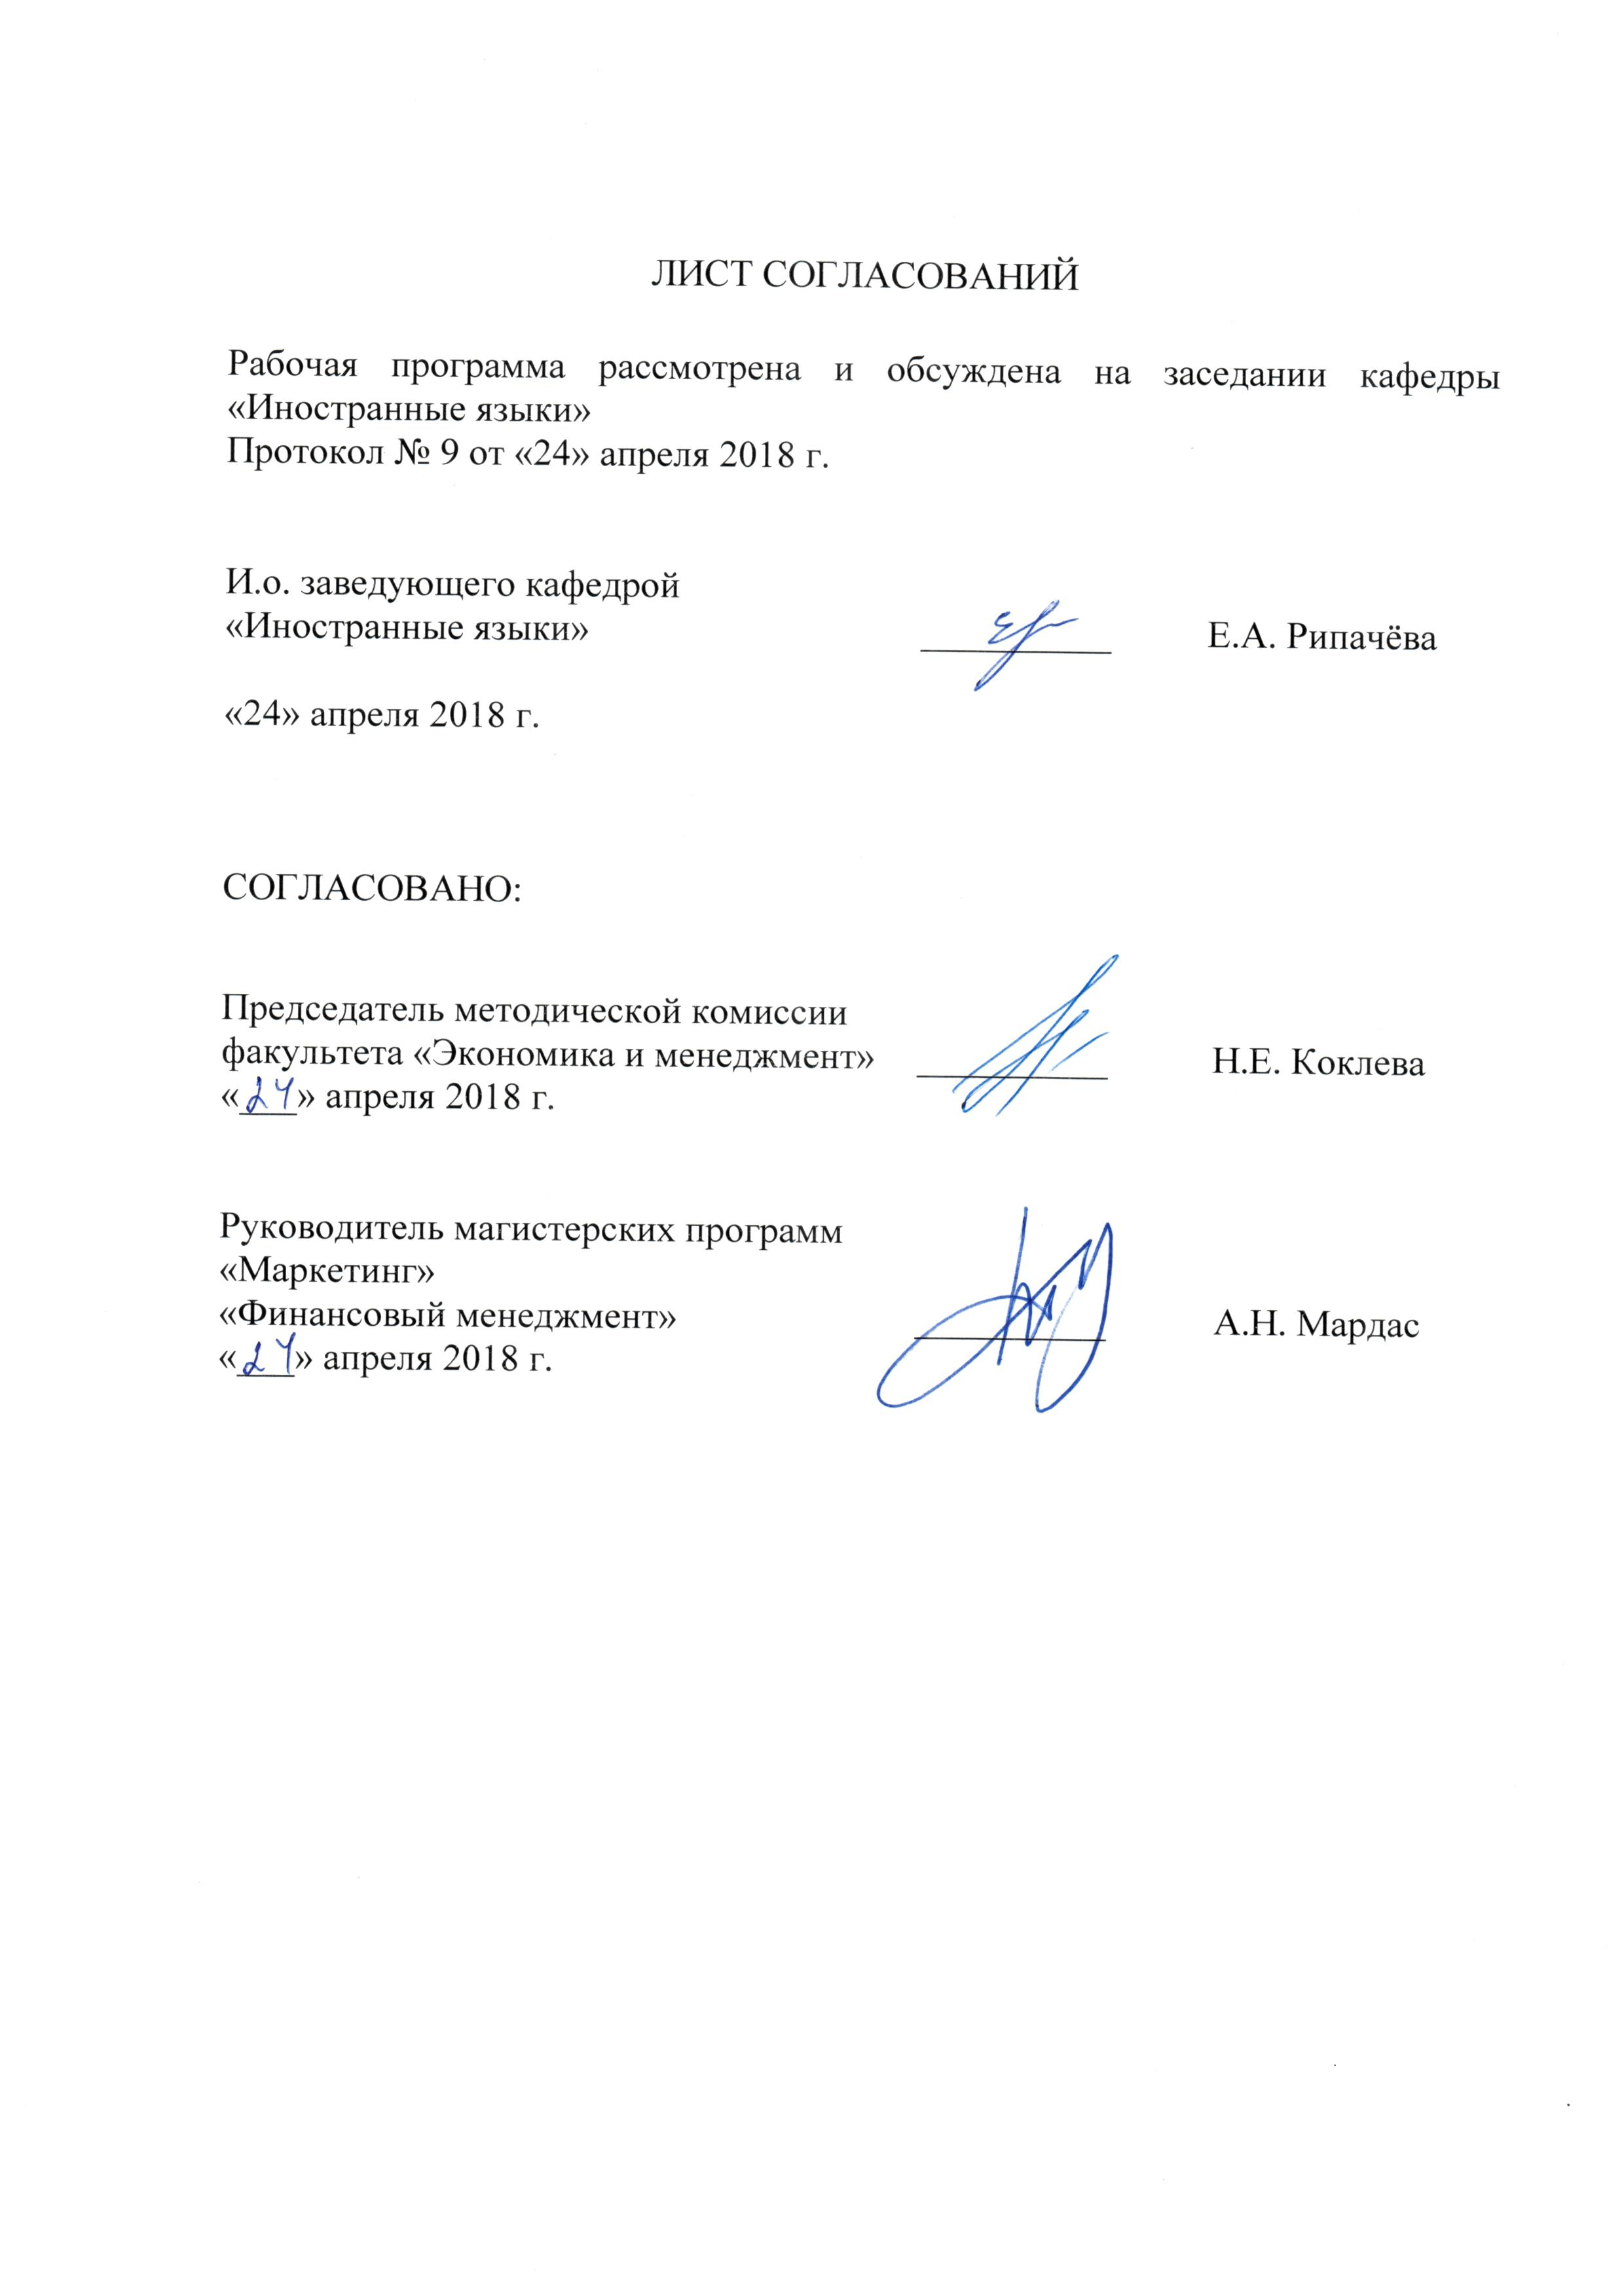 ЛИСТ СОГЛАСОВАНИЙ
Рабочая программа рассмотрена и обсуждена на заседании кафедры
«Иностранные языки»
Протокол № 9 от «24» апреля 2018 г.
И.о. заведующего кафедрой
«Иностранные языки» Е.А. Рипачёва
«24» апреля 2018 г.
СОГЛАСОВАНО:
Председатель методической комиссии
факультета «Экономика и менеджмент» Н.Е. Коклева
«24» апреля 2018 г.
Руководитель магистерских программ
«Маркетинг»
«Финансовый менеджмент» А.Н. Мардас
«24» апреля 2018 г.